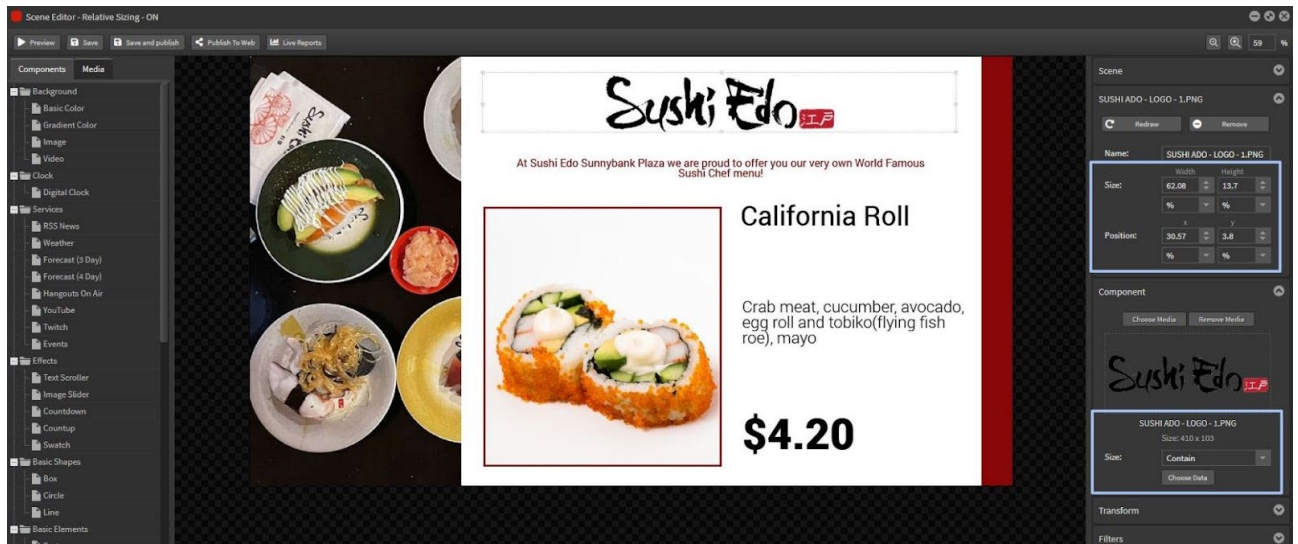 Scene Editor - Relative Sizing - ON
Preview Save Save and publish Publish To Web Live Reports 59 %
Components Media
Background
Basic Color
Gradient Color
Image
Video
Clock
Digital Clock
Services
RSS News
Weather
Forecast (3 Day)
Forecast (4 Day)
Hangouts On Air
YouTube
Twitch
Events
Effects
Text Scroller
Image Slider
Countdown
Countup
Swatch
Basic Shapes
Box
Circle
Line
Basic Elements
Sushi Edo 江戸
At Sushi Edo Sunnybank Plaza we are proud to offer you our very own World Famous
Sushi Chef menu!
California Roll
Crab meat, cucumber, avocado,
egg roll and tobiko(flying fish
roe), mayo
$4.20
Scene
SUSHI ADO - LOGO - 1.PNG
Redraw Remove
Name: SUSHI ADO - LOGO - 1.PNG
Width Height
Size: 62.08 13.7
% %
x y
Position: 30.57 3.8
% %
Component
Choose Media Remove Media
Sushi Edo 江戸
SUSHI ADO - LOGO - 1.PNG
Size: 410 x 103
Size: Contain
Choose Data
Transform
Filters